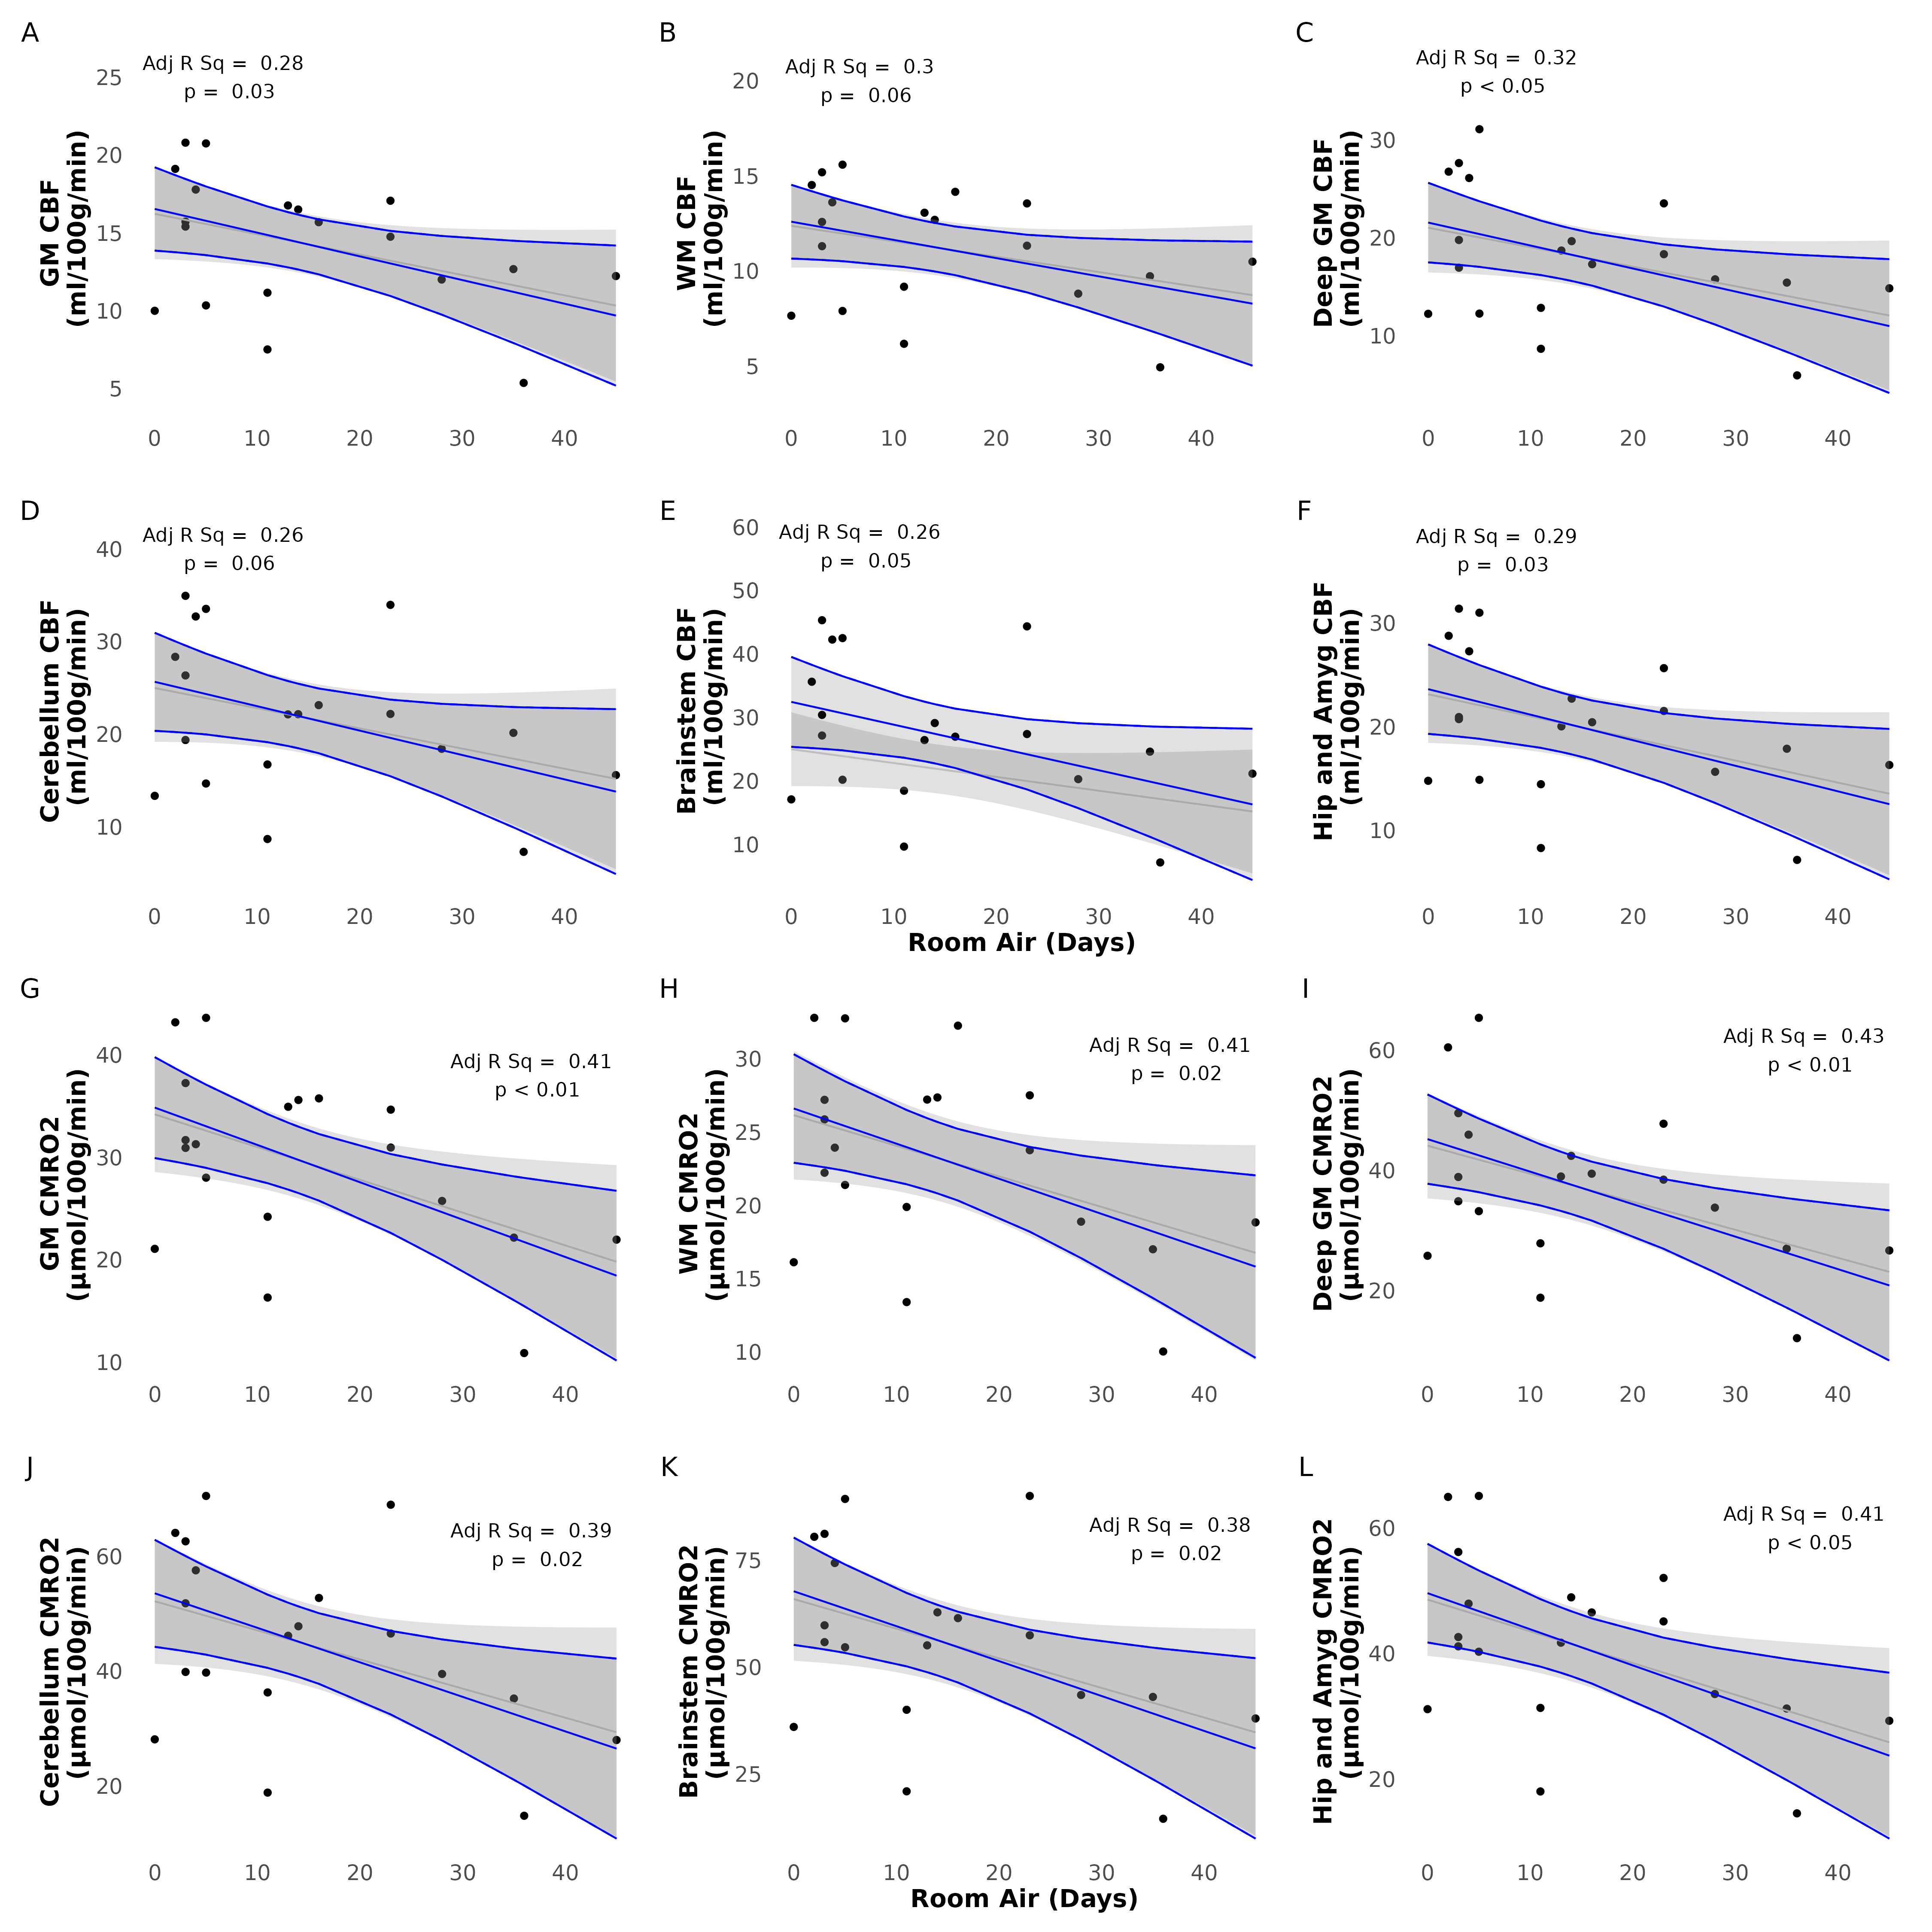 A
Adj R Sq = 0.28
p = 0.03
GM CBF
(ml/100g/min)
25
20
15
10
5
0 10 20 30 40
B
Adj R Sq = 0.3
p = 0.06
WM CBF
(ml/100g/min)
20
15
10
5
0 10 20 30 40
C
Adj R Sq = 0.32
p < 0.05
Deep GM CBF
(ml/100g/min)
30
20
10
0 10 20 30 40
D
Adj R Sq = 0.26
p = 0.06
Cerebellum CBF
(ml/100g/min)
40
30
20
10
0 10 20 30 40
E
Adj R Sq = 0.26
p = 0.05
Brainstem CBF
(ml/100g/min)
60
50
40
30
20
10
0 10 20 30 40
Room Air (Days)
F
Adj R Sq = 0.29
p = 0.03
Hip and Amyg CBF
(ml/100g/min)
30
20
10
0 10 20 30 40
G
Adj R Sq = 0.41
p < 0.01
GM CMRO2
(µmol/100g/min)
40
30
20
10
0 10 20 30 40
H
Adj R Sq = 0.41
p = 0.02
WM CMRO2
(µmol/100g/min)
30
25
20
15
10
0 10 20 30 40
I
Adj R Sq = 0.43
p < 0.01
Deep GM CMRO2
(µmol/100g/min)
60
40
20
0 10 20 30 40
J
Adj R Sq = 0.39
p = 0.02
Cerebellum CMRO2
(µmol/100g/min)
60
40
20
0 10 20 30 40
K
Adj R Sq = 0.38
p = 0.02
Brainstem CMRO2
(µmol/100g/min)
75
50
25
0 10 20 30 40
Room Air (Days)
L
Adj R Sq = 0.41
p < 0.05
Hip and Amyg CMRO2
(µmol/100g/min)
60
40
20
0 10 20 30 40